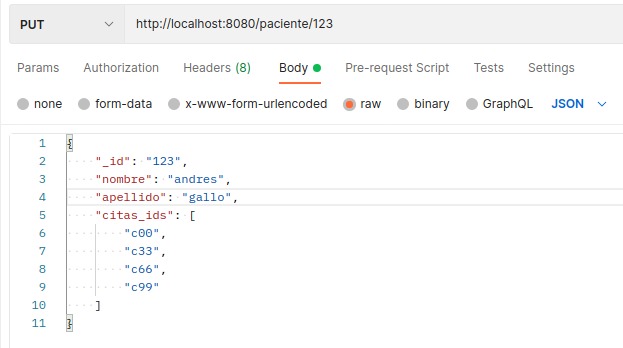 PUT http://localhost:8080/paciente/123
Params Authorization Headers (8) Body Pre-request Script Tests Settings
none form-data x-www-form-urlencoded raw binary GraphQL JSON
1 {
2 "_id": "123",
3 "nombre": "andres",
4 "apellido": "gallo",
5 "citas_ids": [
6 "c00",
7 "c33",
8 "c66",
9 "c99"
10 ]
11 }